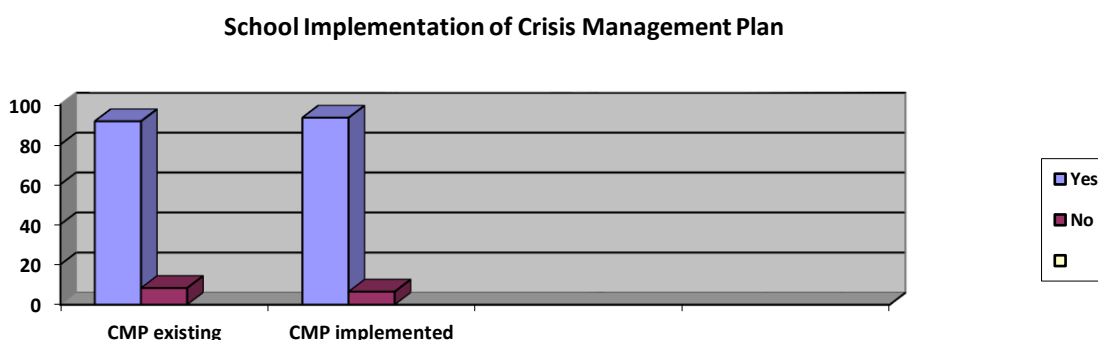 School Implementation of Crisis Management Plan
100
80
60
40
20
0
CMP existing
CMP implemented
Yes
No